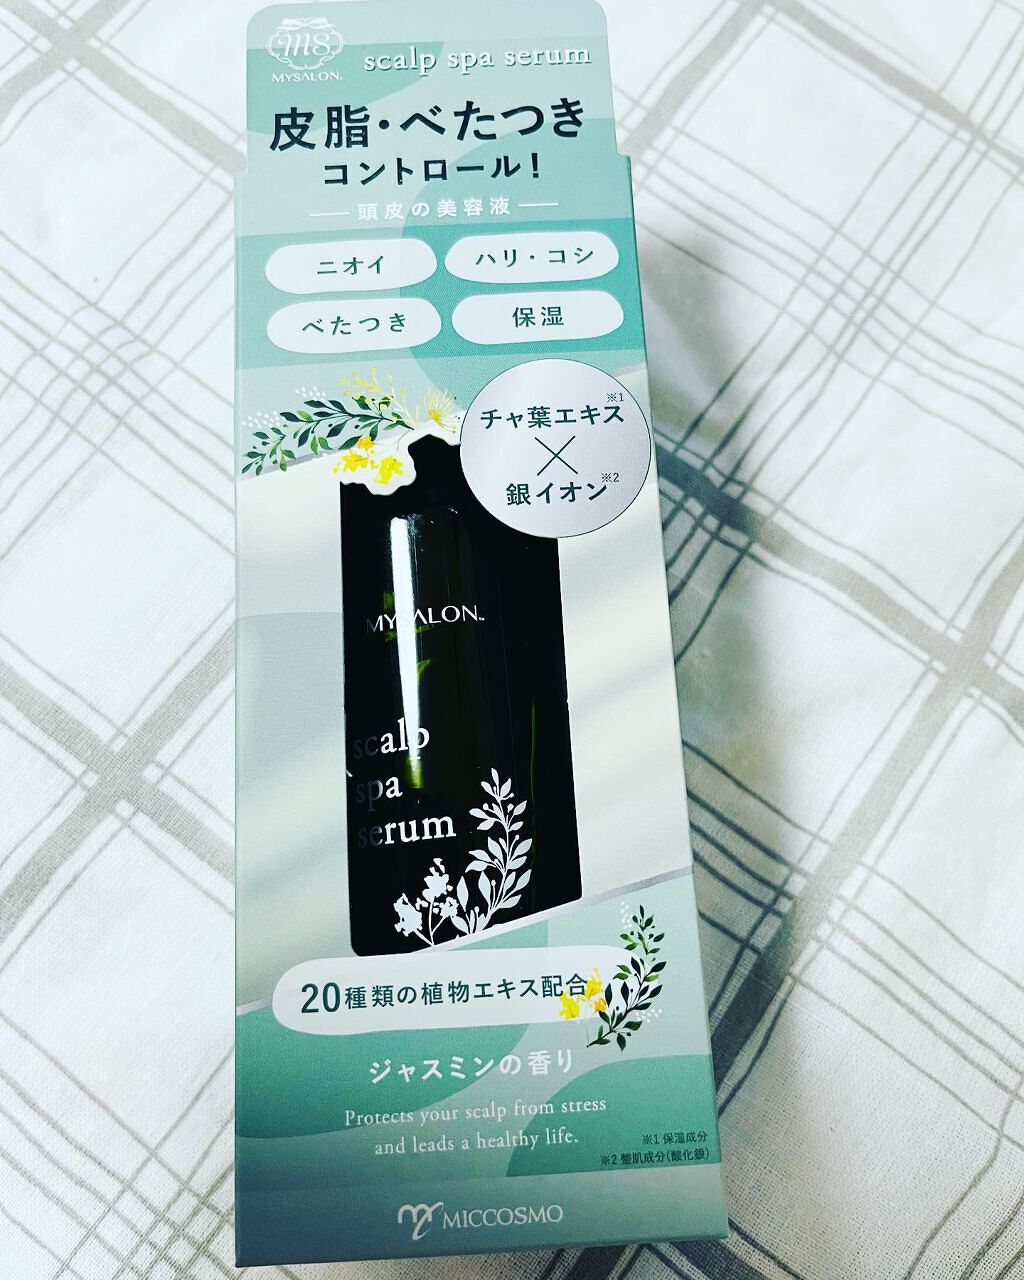 ms
MYSALON.
scalp spa serum
皮脂・べたつき
コントロール！
頭皮の美容液
ニオイ
ハリ・コシ
べたつき
保湿
チャ葉エキス※1
×
銀イオン※2
MYSALON
scalp
spa
serum
20種類の植物エキス配合
ジャスミンの香り
Protects your scalp from stress
and leads a healthy life.
※1 保湿成分
※2 整肌成分(酸化銀)
MICCOSMO